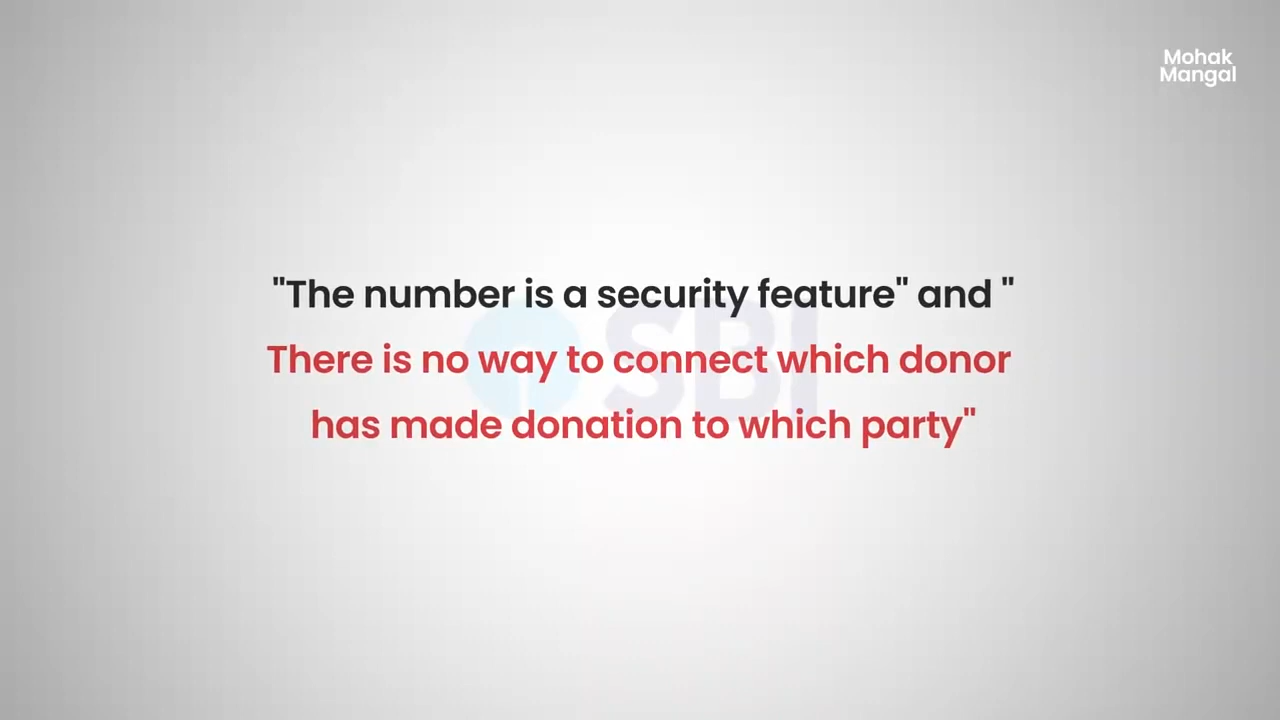 Mohak
Mangal
"The number is a security feature" and "
There is no way to connect which donor
has made donation to which party"
SBI